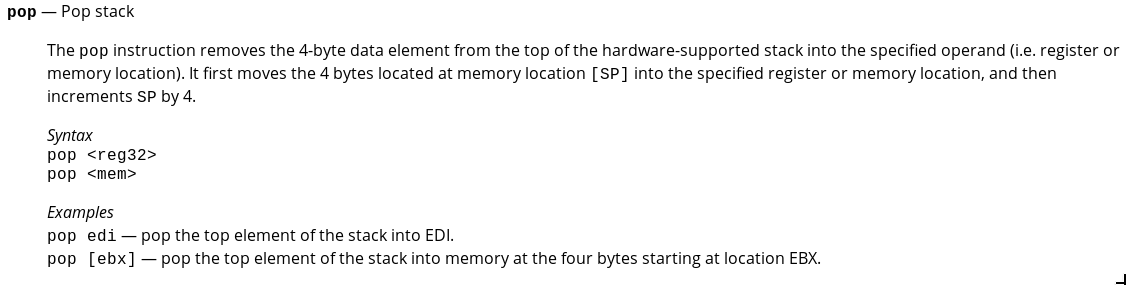 pop — Pop stack
The pop instruction removes the 4-byte data element from the top of the hardware-supported stack into the specified operand (i.e. register or
memory location). It first moves the 4 bytes located at memory location [SP] into the specified register or memory location, and then
increments SP by 4.
Syntax
pop <reg32>
pop <mem>
Examples
pop edi — pop the top element of the stack into EDI.
pop [ebx] — pop the top element of the stack into memory at the four bytes starting at location EBX.